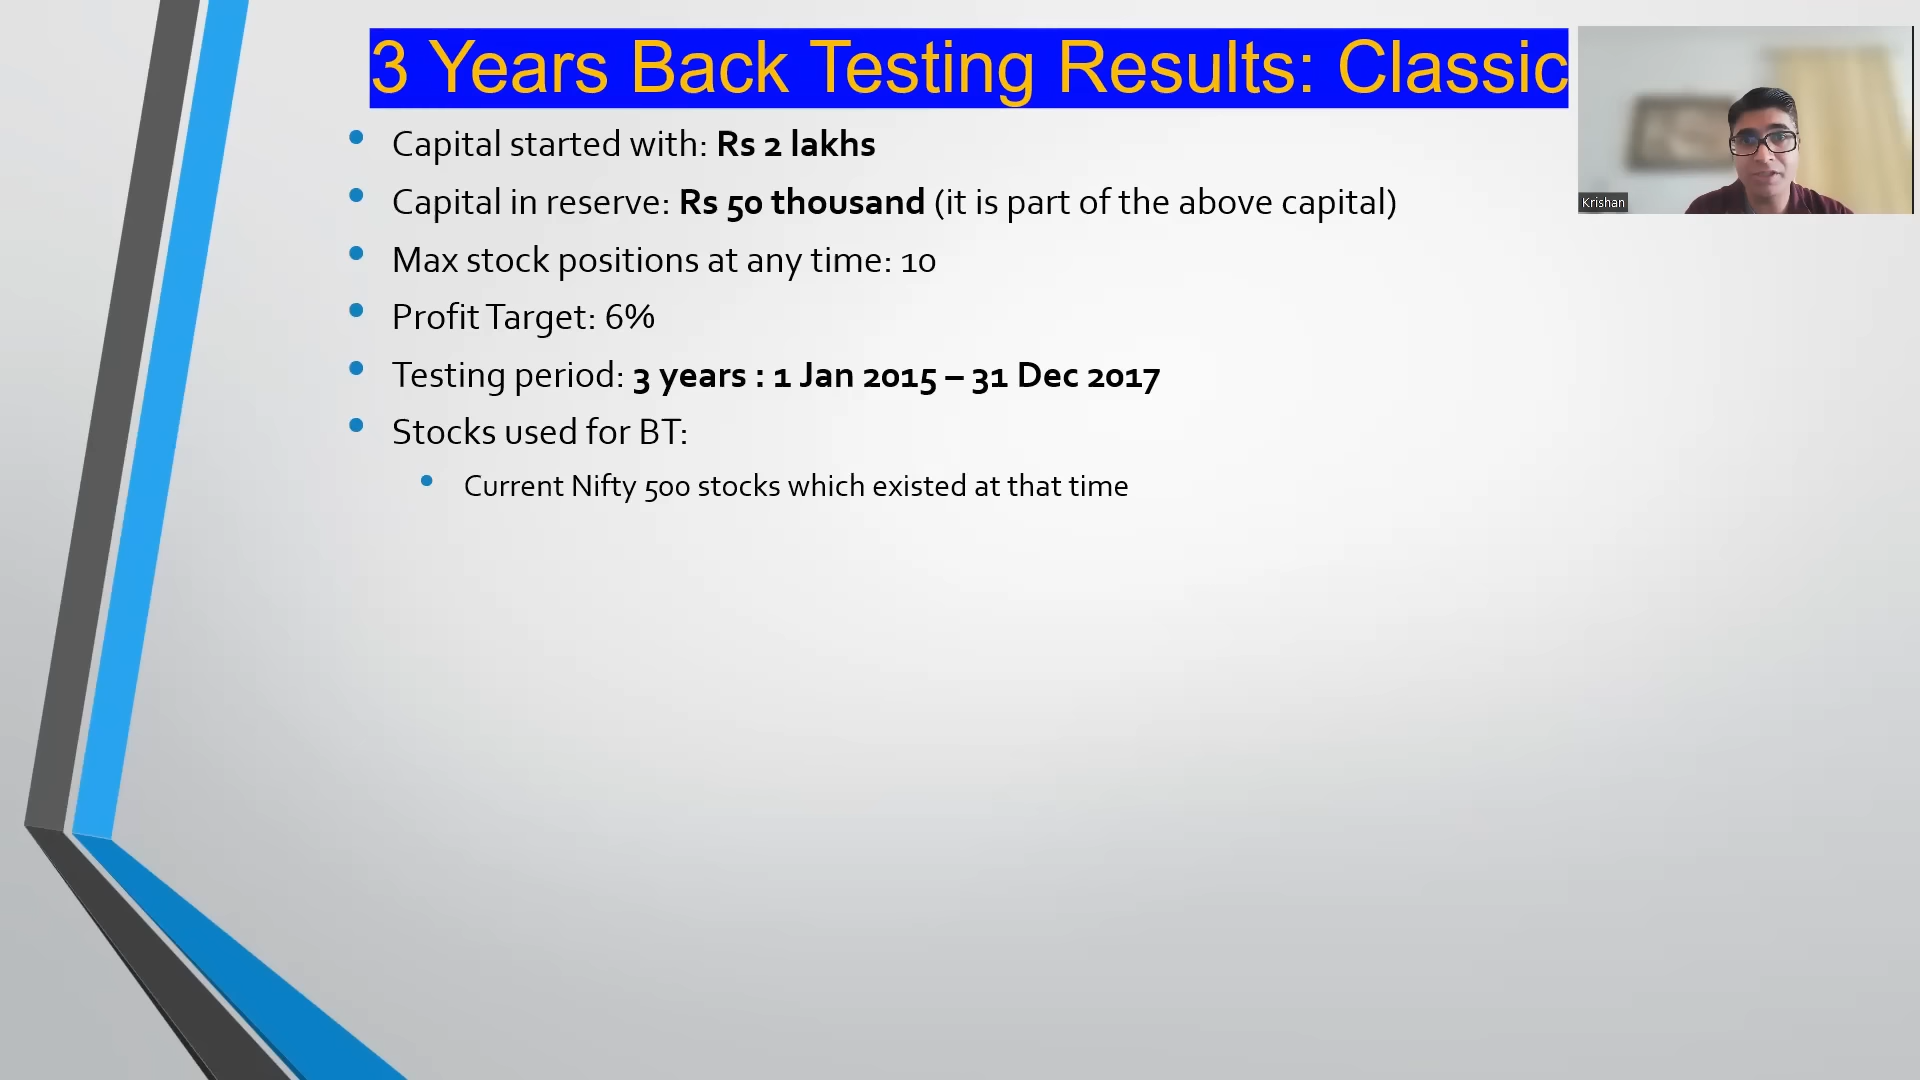 3 Years Back Testing Results: Classic
Capital started with: Rs 2 lakhs
Capital in reserve: Rs 50 thousand (it is part of the above capital)
Max stock positions at any time: 10
Profit Target: 6%
Testing period: 3 years : 1 Jan 2015 – 31 Dec 2017
Stocks used for BT:
Current Nifty 500 stocks which existed at that time
Krishan